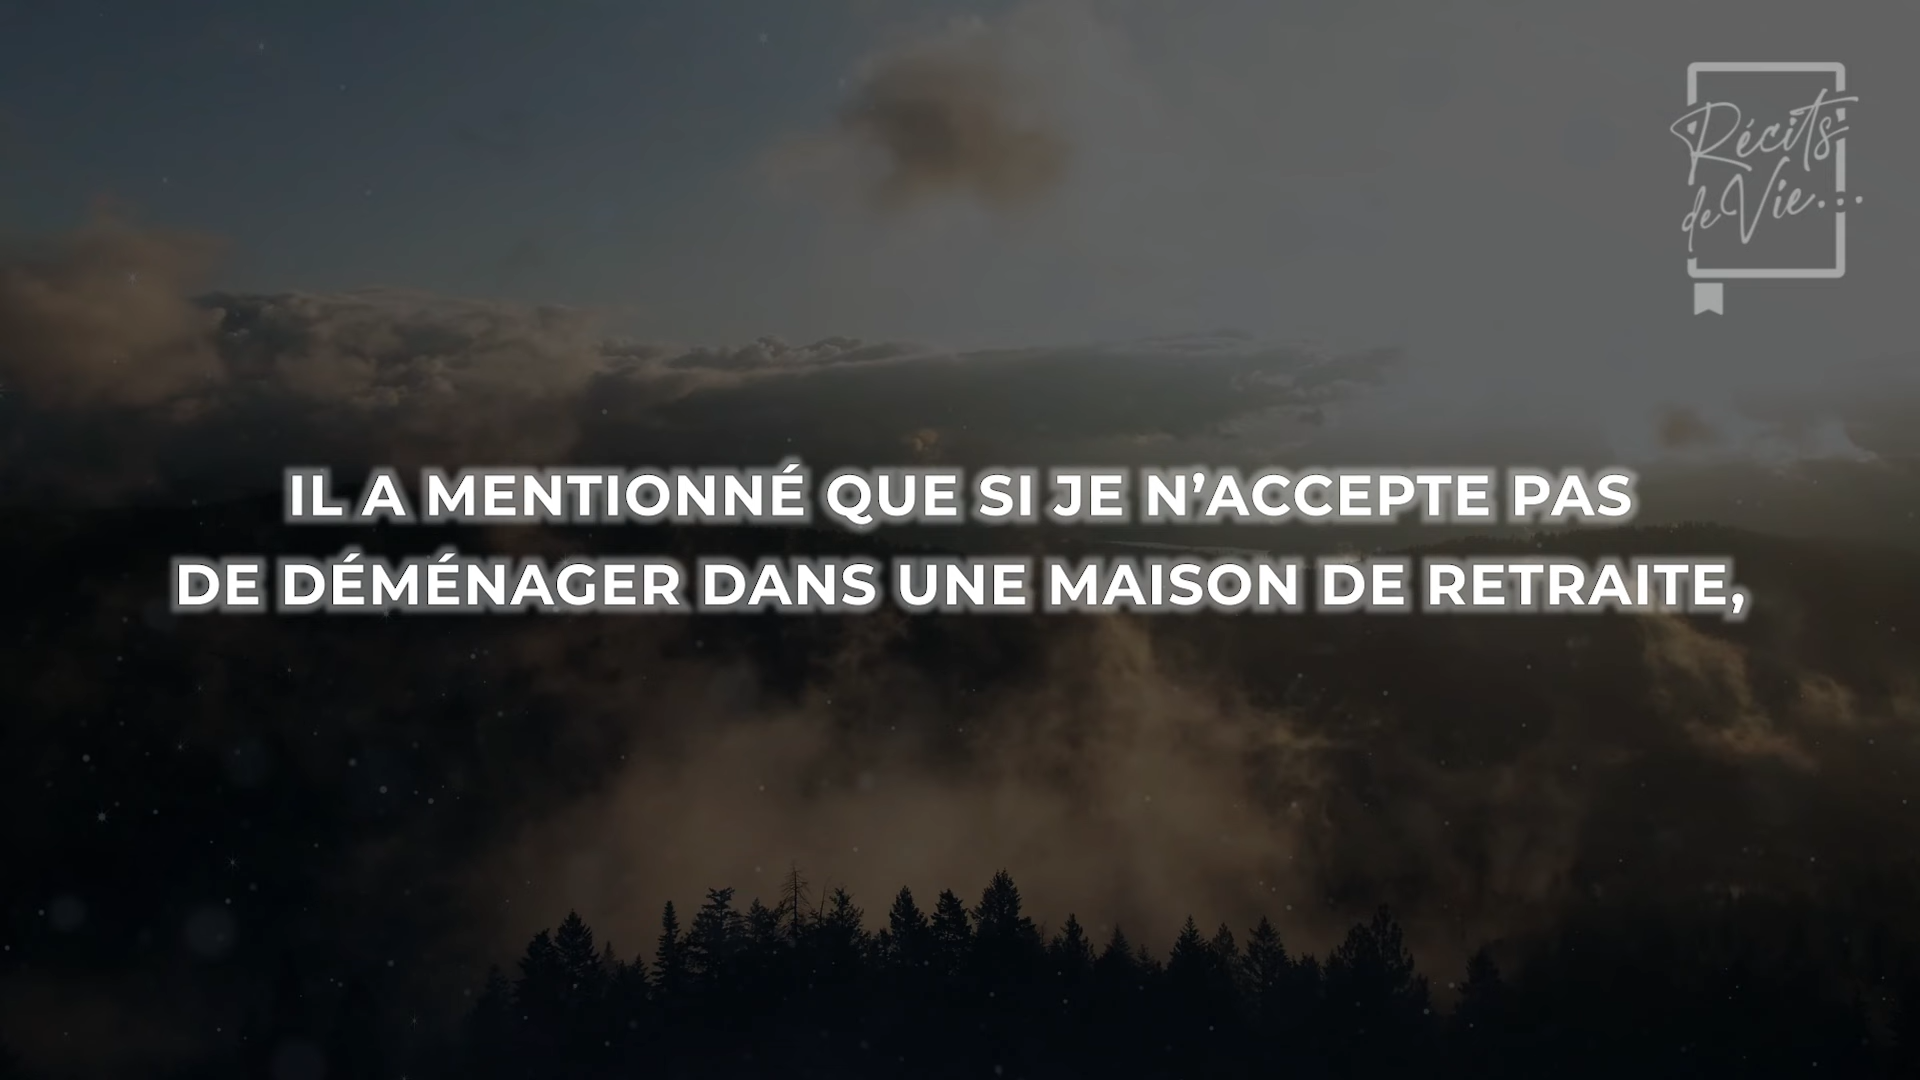 Récits
de Vie...
IL A MENTIONNÉ QUE SI JE N’ACCEPTE PAS
DE DÉMÉNAGER DANS UNE MAISON DE RETRAITE,